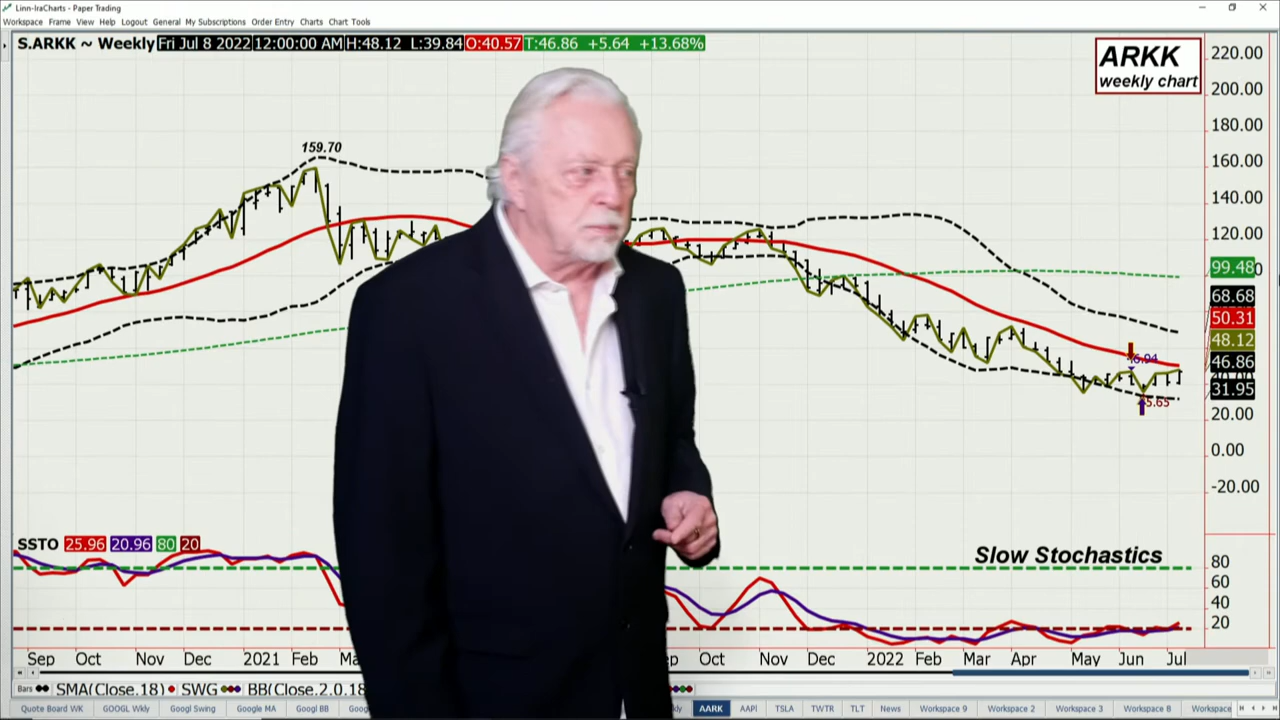 Linn-IraCharts - Paper Trading
Workspace Frame View Help Logout General My Subscriptions Order Entry Charts Chart Tools
S.ARKK ~ Weekly Fri Jul 8 2022 12:00:00 AM H:48.12 L:39.84 O:40.57 T:46.86 +5.64 +13.68%
ARKK
weekly chart
220.00
200.00
180.00
159.70
160.00
140.00
120.00
99.48
68.68
50.31
48.12
46.86
31.95
20.00
0.00
-20.00
SSTO 25.96 20.96 80 20
Slow Stochastics
80
60
40
20
Sep Oct Nov Dec 2021 Feb Oct Nov Dec 2022 Feb Mar Apr May Jun Jul
Bars SMA(Close,18) SWG BB(Close,2.0,18
Quote Board WK GOOGL Wkly Googl Swing Google MA Googl BB AARK AAPl TSLA TWTR TLT News Workspace 9 Workspace 2 Workspace 3 Workspace 8 Workspace